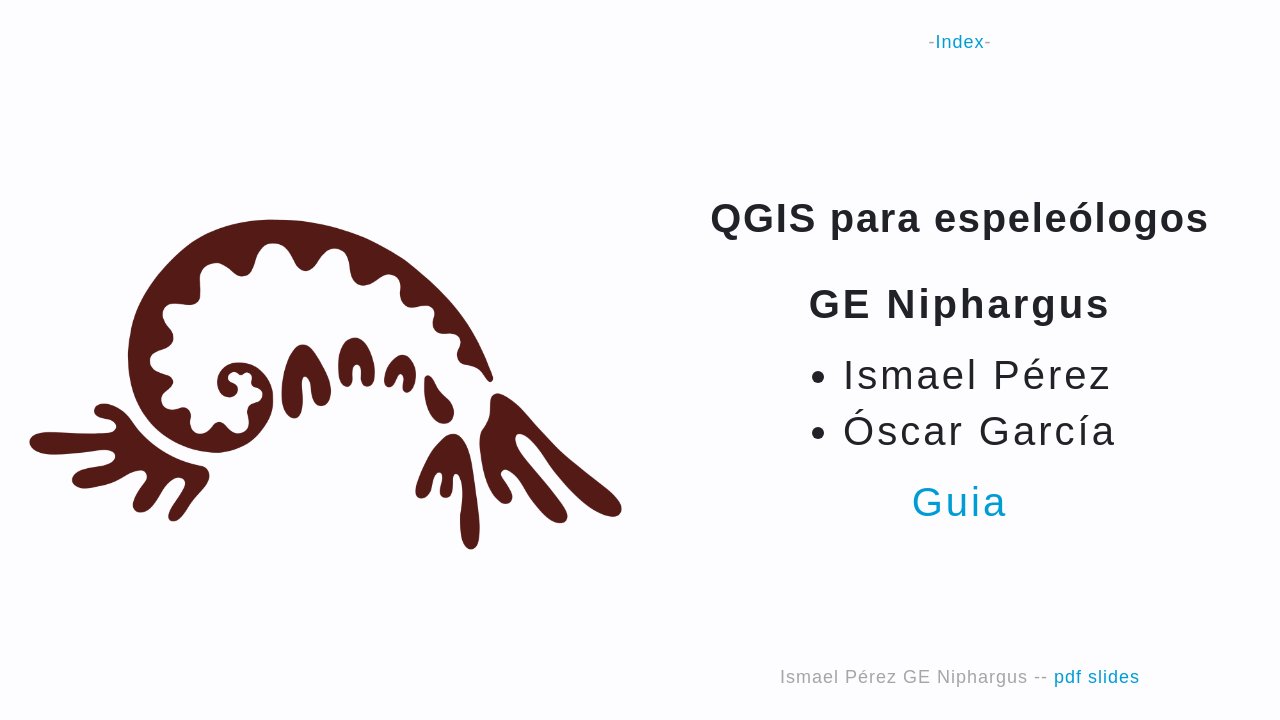 -Index-
QGIS para espeleólogos
GE Niphargus
• Ismael Pérez
• Óscar García
Guia
Ismael Pérez GE Niphargus -- pdf slides